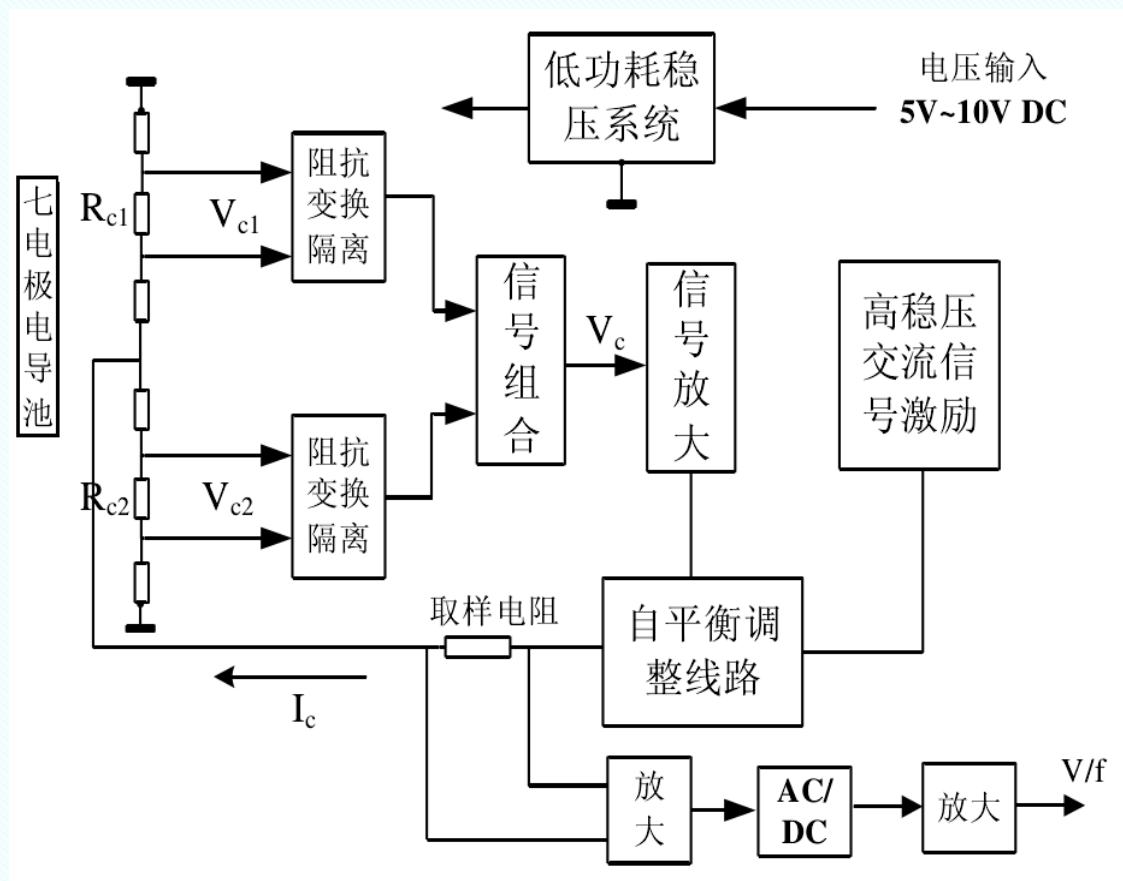 低功耗稳
压系统
电压输入
5V~10V DC
七
电
极
电
导
池
Rc1
Vc1
阻抗
变换
隔离
信
号
组
合
Vc
信
号
放
大
高稳压
交流信
号激励
Rc2
Vc2
阻抗
变换
隔离
取样电阻
自平衡调
整线路
Ic
放
大
AC/
DC
放大
V/f